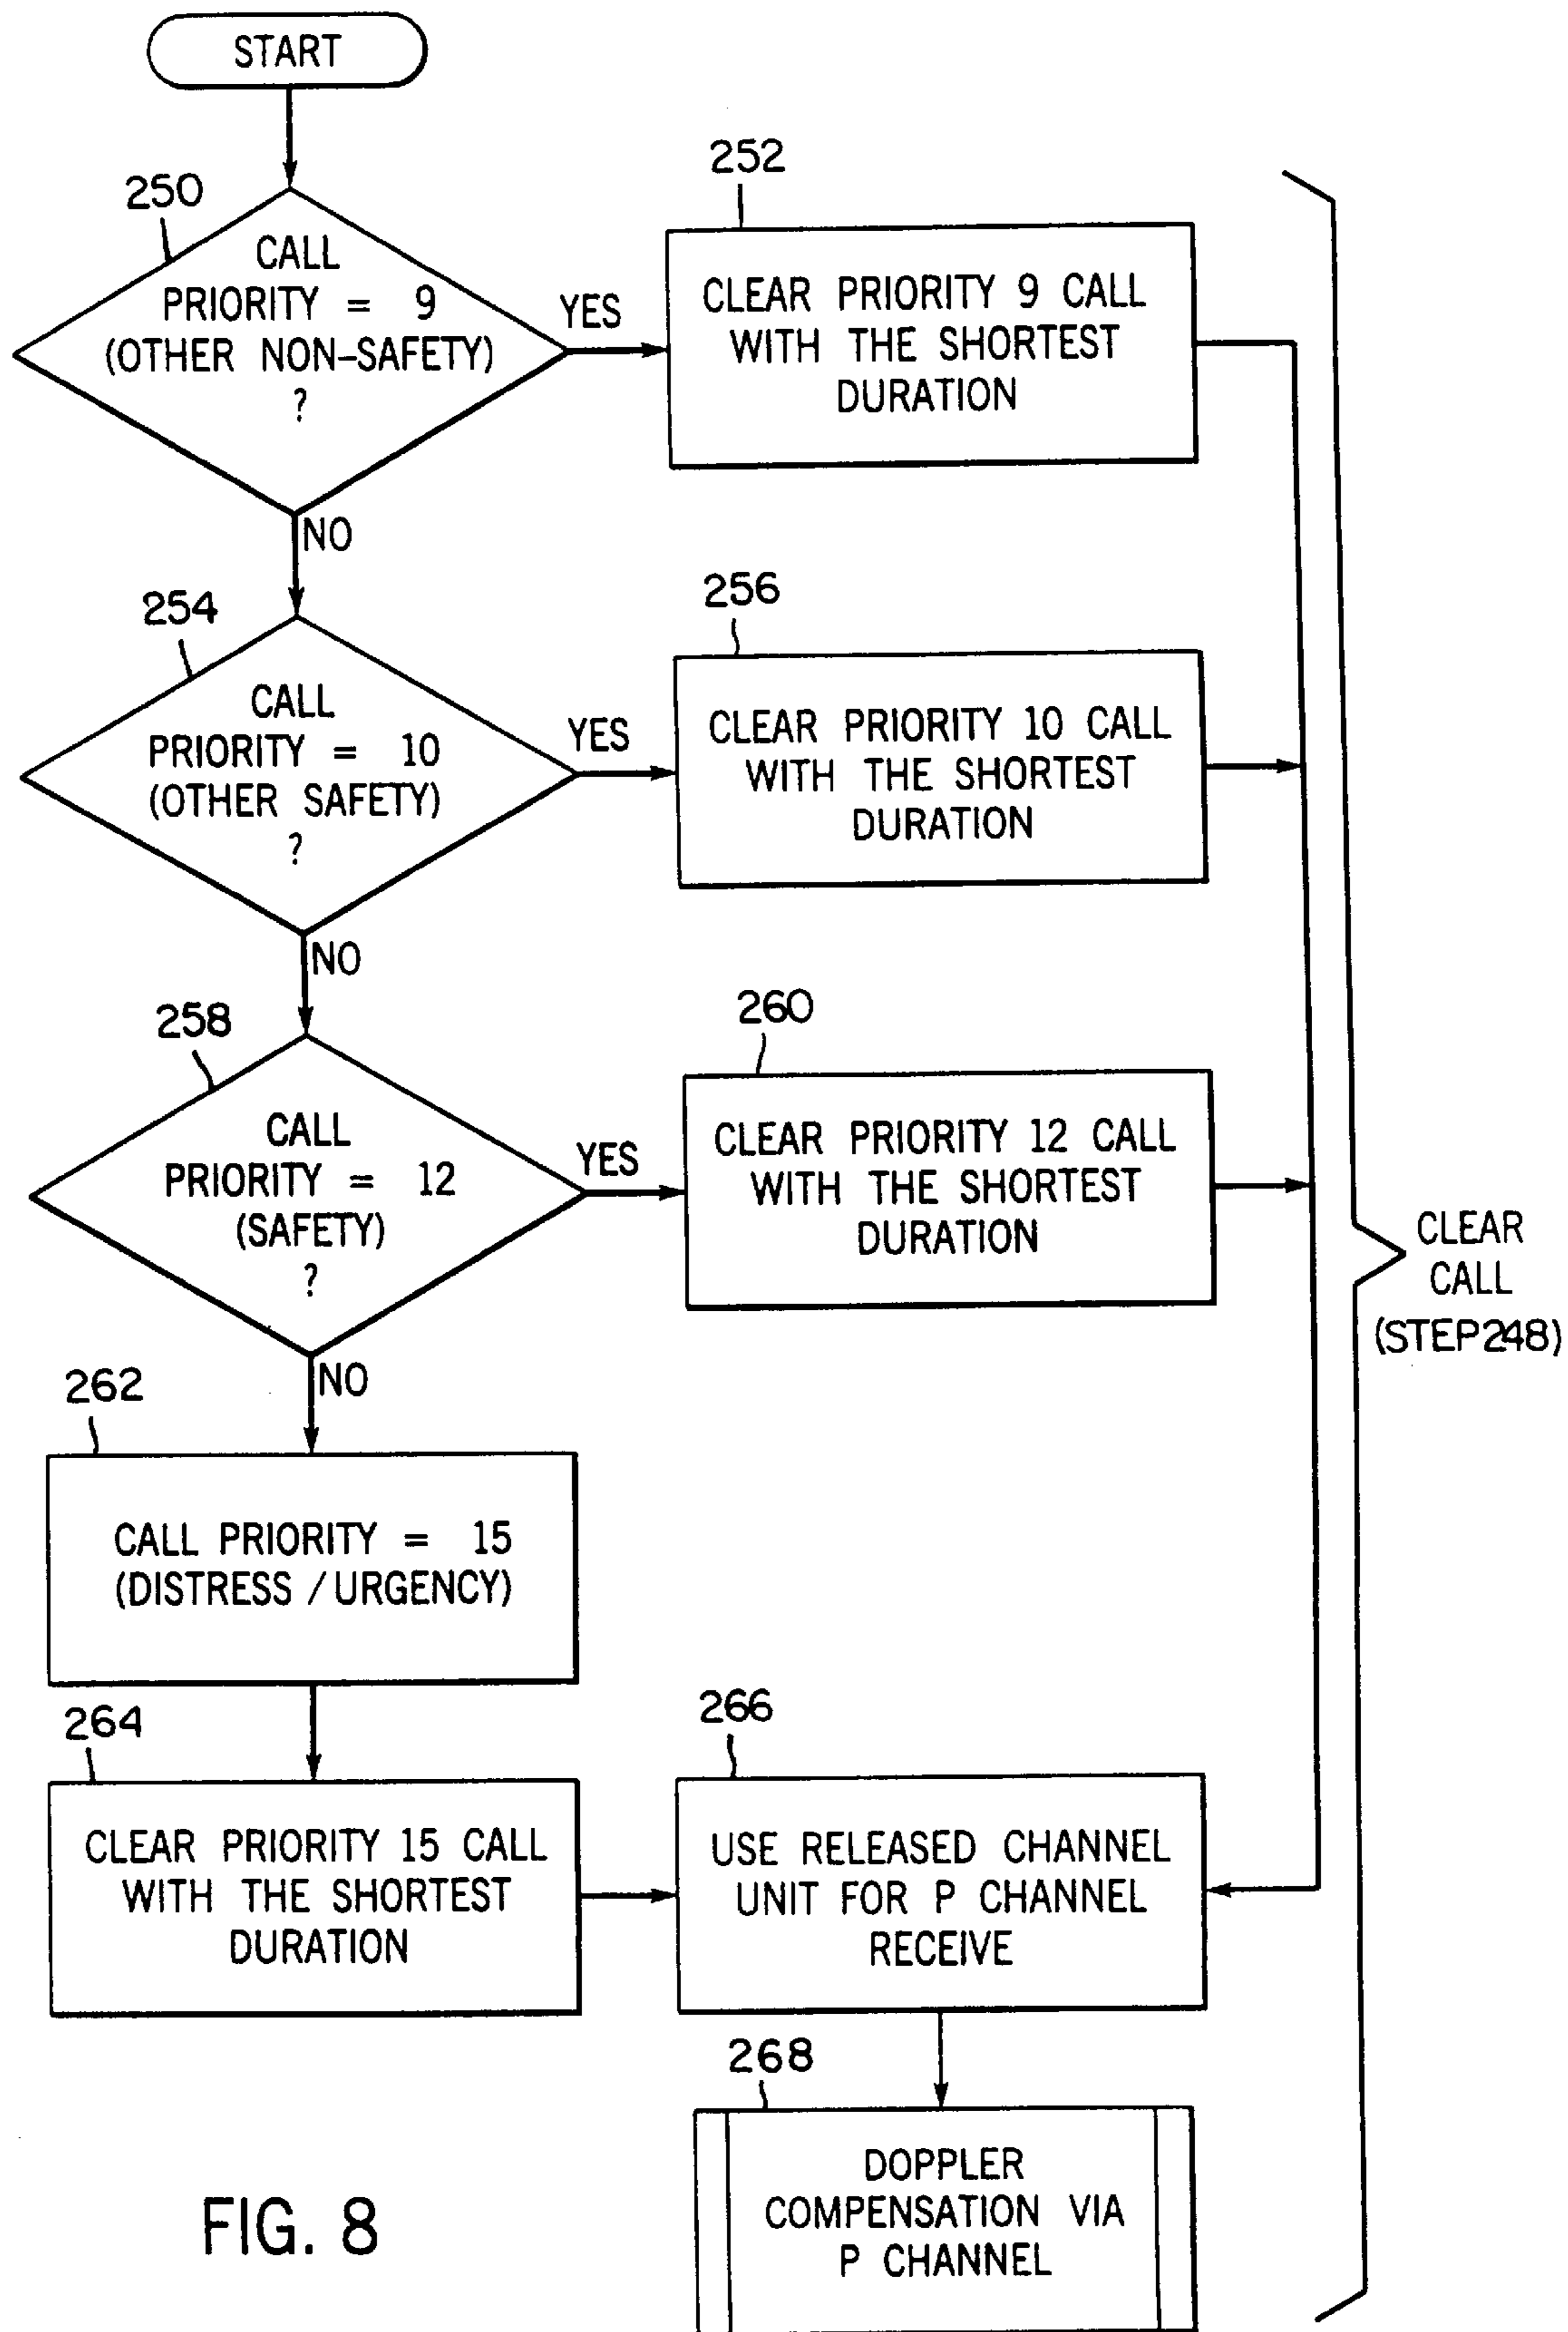 START
250
CALL
PRIORITY = 9
(OTHER NON-SAFETY)
?
YES
252
CLEAR PRIORITY 9 CALL
WITH THE SHORTEST
DURATION
NO
254
CALL
PRIORITY = 10
(OTHER SAFETY)
?
YES
256
CLEAR PRIORITY 10 CALL
WITH THE SHORTEST
DURATION
NO
258
CALL
PRIORITY = 12
(SAFETY)
?
YES
260
CLEAR PRIORITY 12 CALL
WITH THE SHORTEST
DURATION
NO
CLEAR
CALL
(STEP248)
262
CALL PRIORITY = 15
(DISTRESS / URGENCY)
264
CLEAR PRIORITY 15 CALL
WITH THE SHORTEST
DURATION
266
USE RELEASED CHANNEL
UNIT FOR P CHANNEL
RECEIVE
268
DOPPLER
COMPENSATION VIA
P CHANNEL
FIG. 8